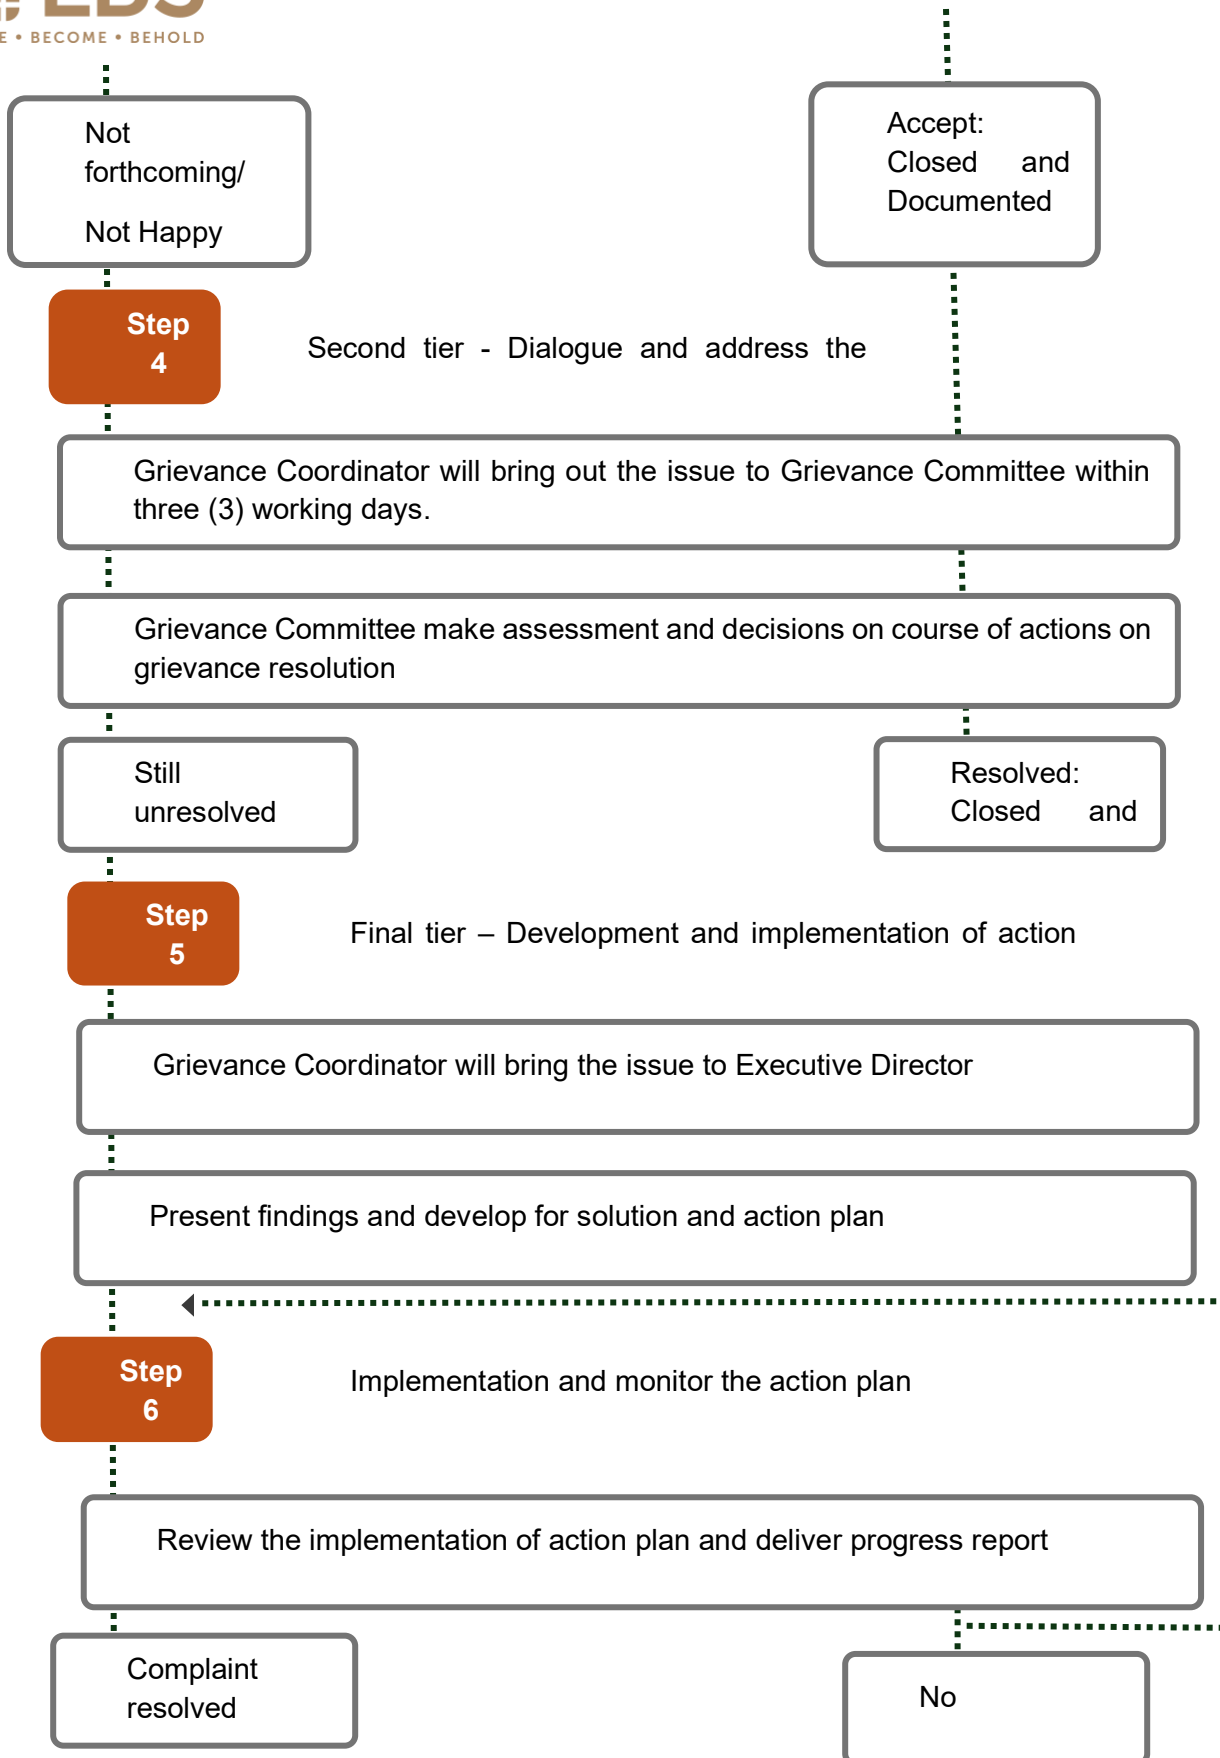 BECOME • BEHOLD
Not
forthcoming/
Not Happy
Accept:
Closed and
Documented
Step
4
Second tier - Dialogue and address the
Grievance Coordinator will bring out the issue to Grievance Committee within
three (3) working days.
Grievance Committee make assessment and decisions on course of actions on
grievance resolution
Still
unresolved
Resolved:
Closed and
Step
5
Final tier – Development and implementation of action
Grievance Coordinator will bring the issue to Executive Director
Present findings and develop for solution and action plan
Step
6
Implementation and monitor the action plan
Review the implementation of action plan and deliver progress report
Complaint
resolved
No